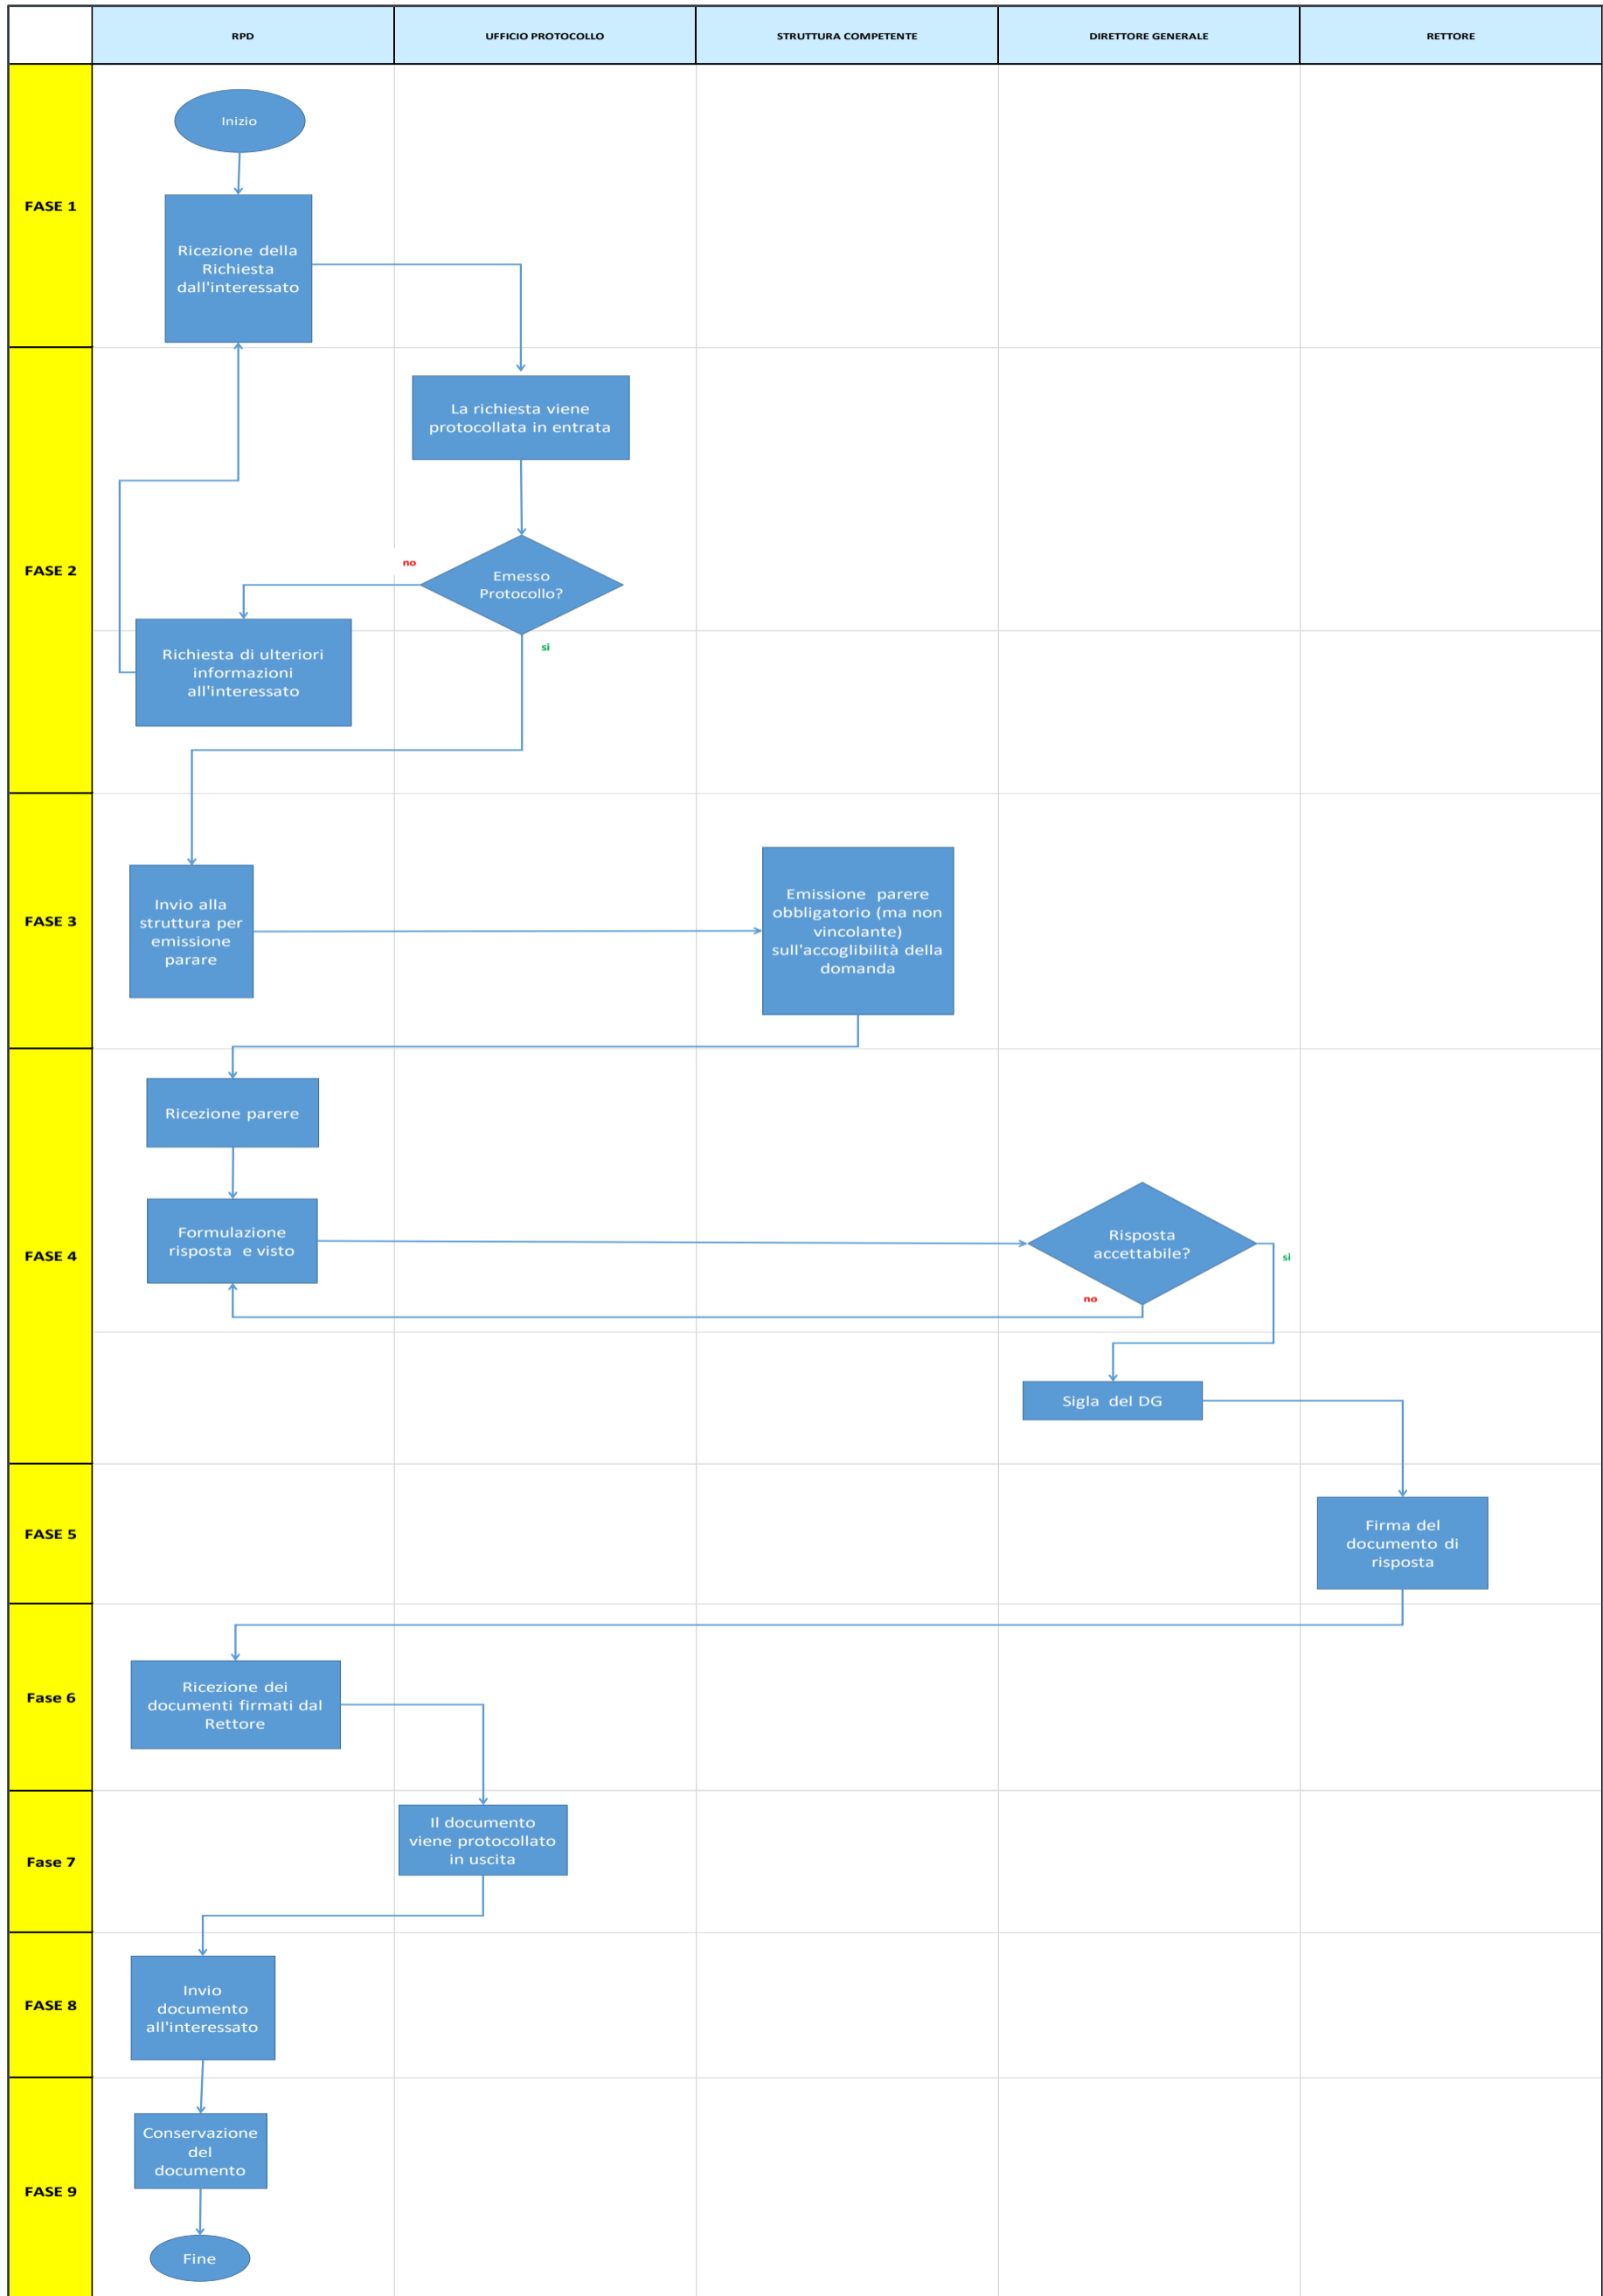 RPD
UFFICIO PROTOCOLLO
STRUTTURA COMPETENTE
DIRETTORE GENERALE
RETTORE
FASE 1
Inizio
Ricezione della
Richiesta
dall'interessato
FASE 2
La richiesta viene
protocollata in entrata
no
Emesso
Protocollo?
si
Richiesta di ulteriori
informazioni
all'interessato
FASE 3
Invio alla
struttura per
emissione
parare
Emissione parere
obbligatorio (ma non
vincolante)
sull'accoglibilità della
domanda
FASE 4
Ricezione parere
Formulazione
risposta e visto
Risposta
accettabile?
si
no
Sigla del DG
FASE 5
Firma del
documento di
risposta
Fase 6
Ricezione dei
documenti firmati dal
Rettore
Fase 7
Il documento
viene protocollato
in uscita
FASE 8
Invio
documento
all'interessato
FASE 9
Conservazione
del
documento
Fine